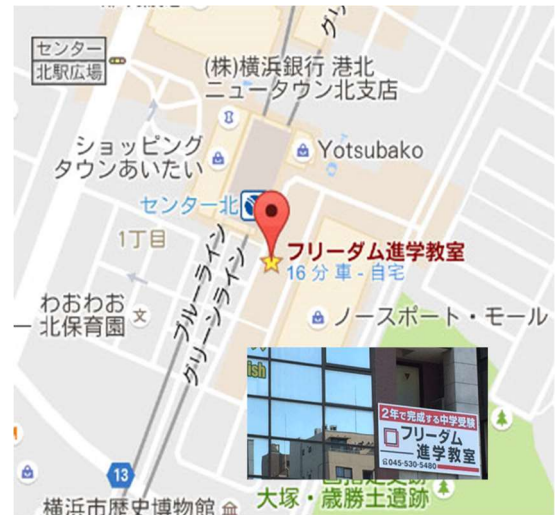 センター
北駅広場
グリ
(株)横浜銀行 港北
ニュータウン北支店
ショッピング
タウンあいたい
Yotsubako
センター北
1丁目
フリーダム進学教室
16 分 車 - 自宅
ブルーライン
グリーンライン
わおわお
北保育園
文
ノースポート・モール
ish
2年で完成する中学受験
フリーダム
進学教室
045-530-5480
13
横浜市歴史博物館
大塚・歳勝土遺跡